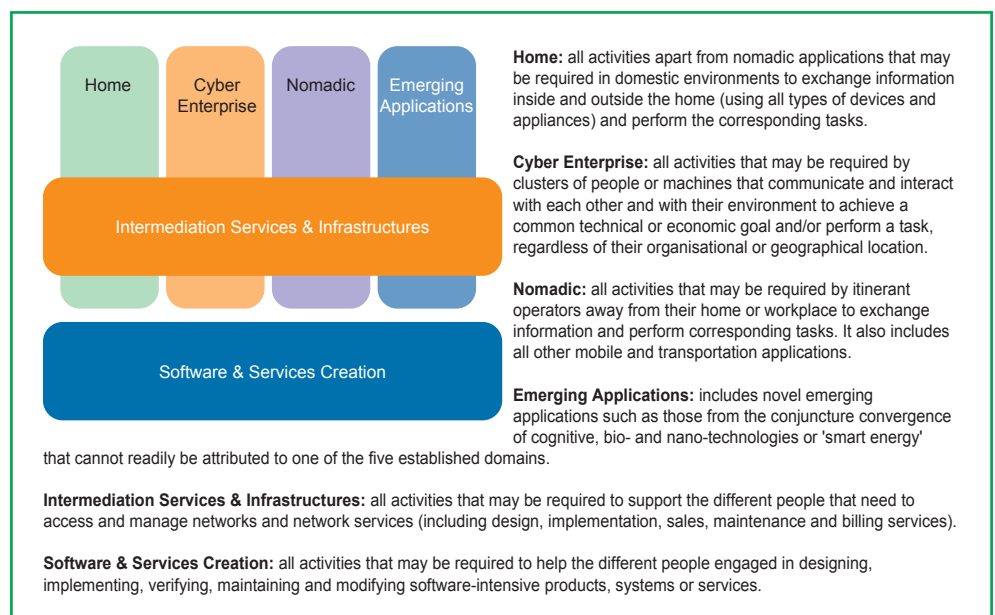 Home
Cyber
Enterprise
Nomadic
Emerging
Applications
Intermediation Services & Infrastructures
Software & Services Creation
Home: all activities apart from nomadic applications that may
be required in domestic environments to exchange information
inside and outside the home (using all types of devices and
appliances) and perform the corresponding tasks.
Cyber Enterprise: all activities that may be required by
clusters of people or machines that communicate and interact
with each other and with their environment to achieve a
common technical or economic goal and/or perform a task,
regardless of their organisational or geographical location.
Nomadic: all activities that may be required by itinerant
operators away from their home or workplace to exchange
information and perform corresponding tasks. It also includes
all other mobile and transportation applications.
Emerging Applications: includes novel emerging
applications such as those from the conjuncture convergence
of cognitive, bio- and nano-technologies or 'smart energy'
that cannot readily be attributed to one of the five established domains.
Intermediation Services & Infrastructures: all activities that may be required to support the different people that need to
access and manage networks and network services (including design, implementation, sales, maintenance and billing services).
Software & Services Creation: all activities that may be required to help the different people engaged in designing,
implementing, verifying, maintaining and modifying software-intensive products, systems or services.